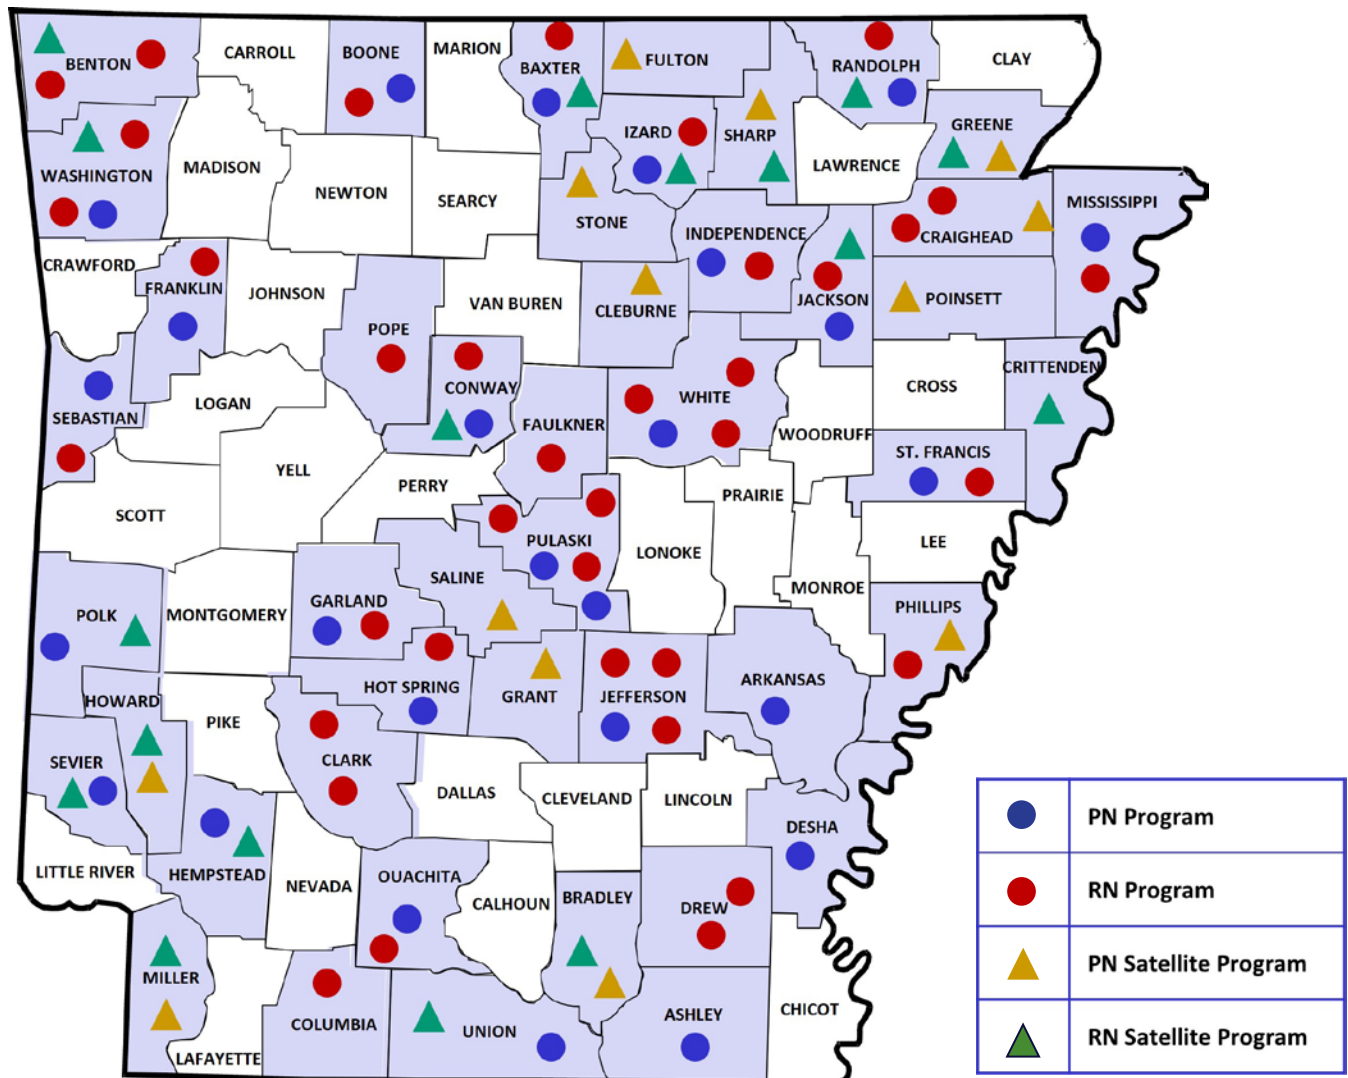 CARROLL
BOONE
MARION
BENTON
BAXTER
FULTON
RANDOLPH
CLAY
IZARD
SHARP
GREENE
WASHINGTON
MADISON
NEWTON
SEARCY
STONE
LAWRENCE
MISSISSIPPI
INDEPENDENCE
CRAIGHEAD
CRAWFORD
FRANKLIN
JOHNSON
VAN BUREN
CLEBURNE
JACKSON
POINSETT
POPE
CONWAY
WHITE
CROSS
CRITTENDEN
SEBASTIAN
LOGAN
FAULKNER
WOODRUFF
ST. FRANCIS
YELL
PERRY
PRAIRIE
SCOTT
PULASKI
LONOKE
LEE
SALINE
MONROE
POLK
MONTGOMERY
GARLAND
PHILLIPS
HOT SPRING
GRANT
JEFFERSON
ARKANSAS
HOWARD
PIKE
SEVIER
CLARK
DALLAS
CLEVELAND
LINCOLN
DESHA
LITTLE RIVER
HEMPSTEAD
NEVADA
OUACHITA
CALHOUN
BRADLEY
DREW
MILLER
COLUMBIA
UNION
ASHLEY
CHICOT
LAFAYETTE
PN Program
RN Program
PN Satellite Program
RN Satellite Program